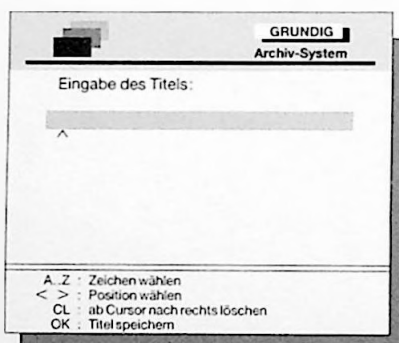 GRUNDIG
Archiv-System
Eingabe des Titels:
^
A..Z : Zeichen wählen
< > : Position wählen
CL : ab Cursor nach rechts löschen
OK : Titel speichern